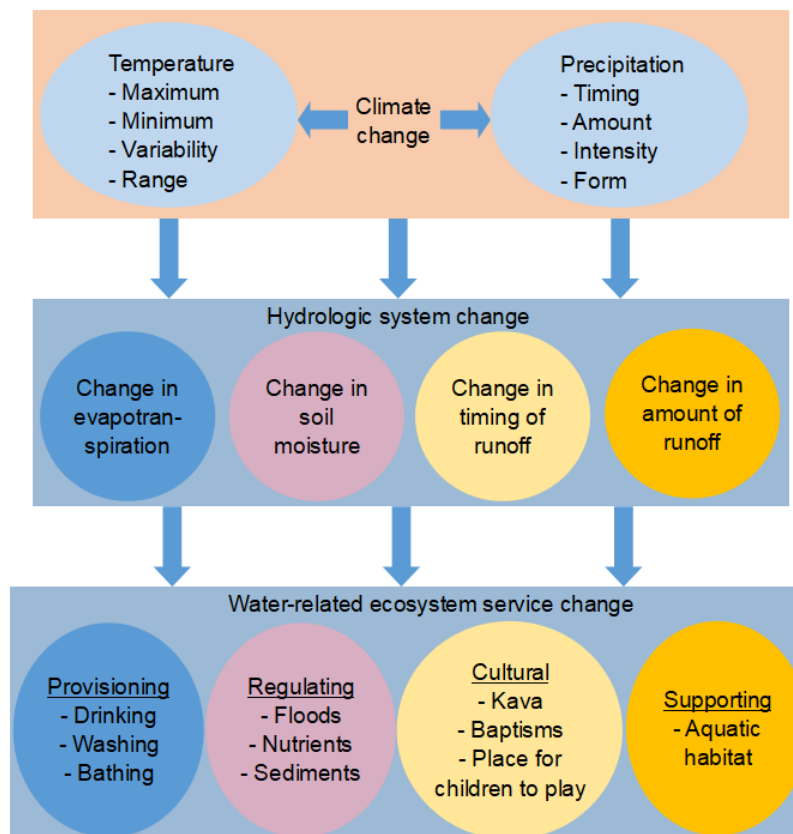 Temperature
- Maximum
- Minimum
- Variability
- Range
Climate
change
Precipitation
- Timing
- Amount
- Intensity
- Form
Hydrologic system change
Change in
evapotran-
spiration
Change in
soil
moisture
Change in
timing of
runoff
Change in
amount of
runoff
Water-related ecosystem service change
Provisioning
- Drinking
- Washing
- Bathing
Regulating
- Floods
- Nutrients
- Sediments
Cultural
- Kava
- Baptisms
- Place for
children to play
Supporting
- Aquatic
habitat